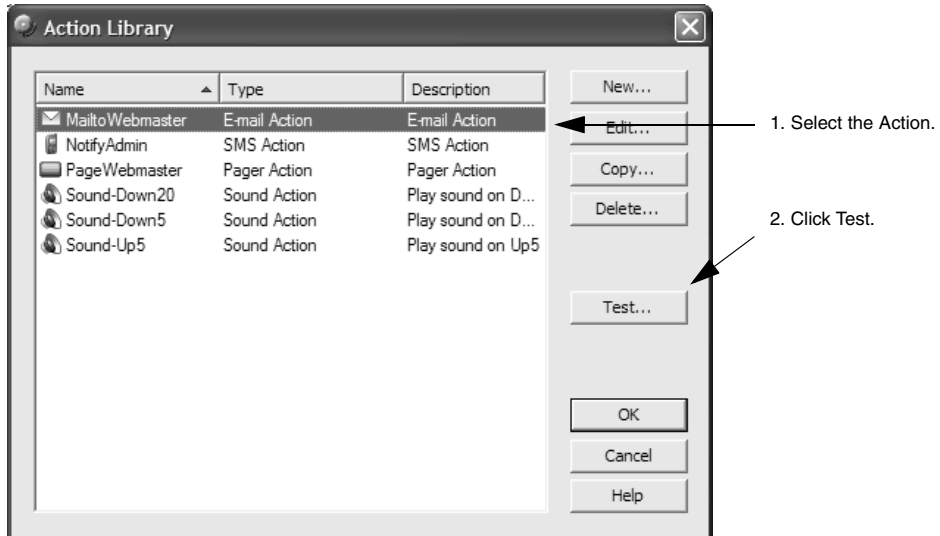 Action Library
Name Type Description
MailtoWebmaster E-mail Action E-mail Action
NotifyAdmin SMS Action SMS Action
PageWebmaster Pager Action Pager Action
Sound-Down20 Sound Action Play sound on D...
Sound-Down5 Sound Action Play sound on D...
Sound-Up5 Sound Action Play sound on Up5
New...
Edit...
Copy...
Delete...
Test...
OK
Cancel
Help
1. Select the Action.
2. Click Test.